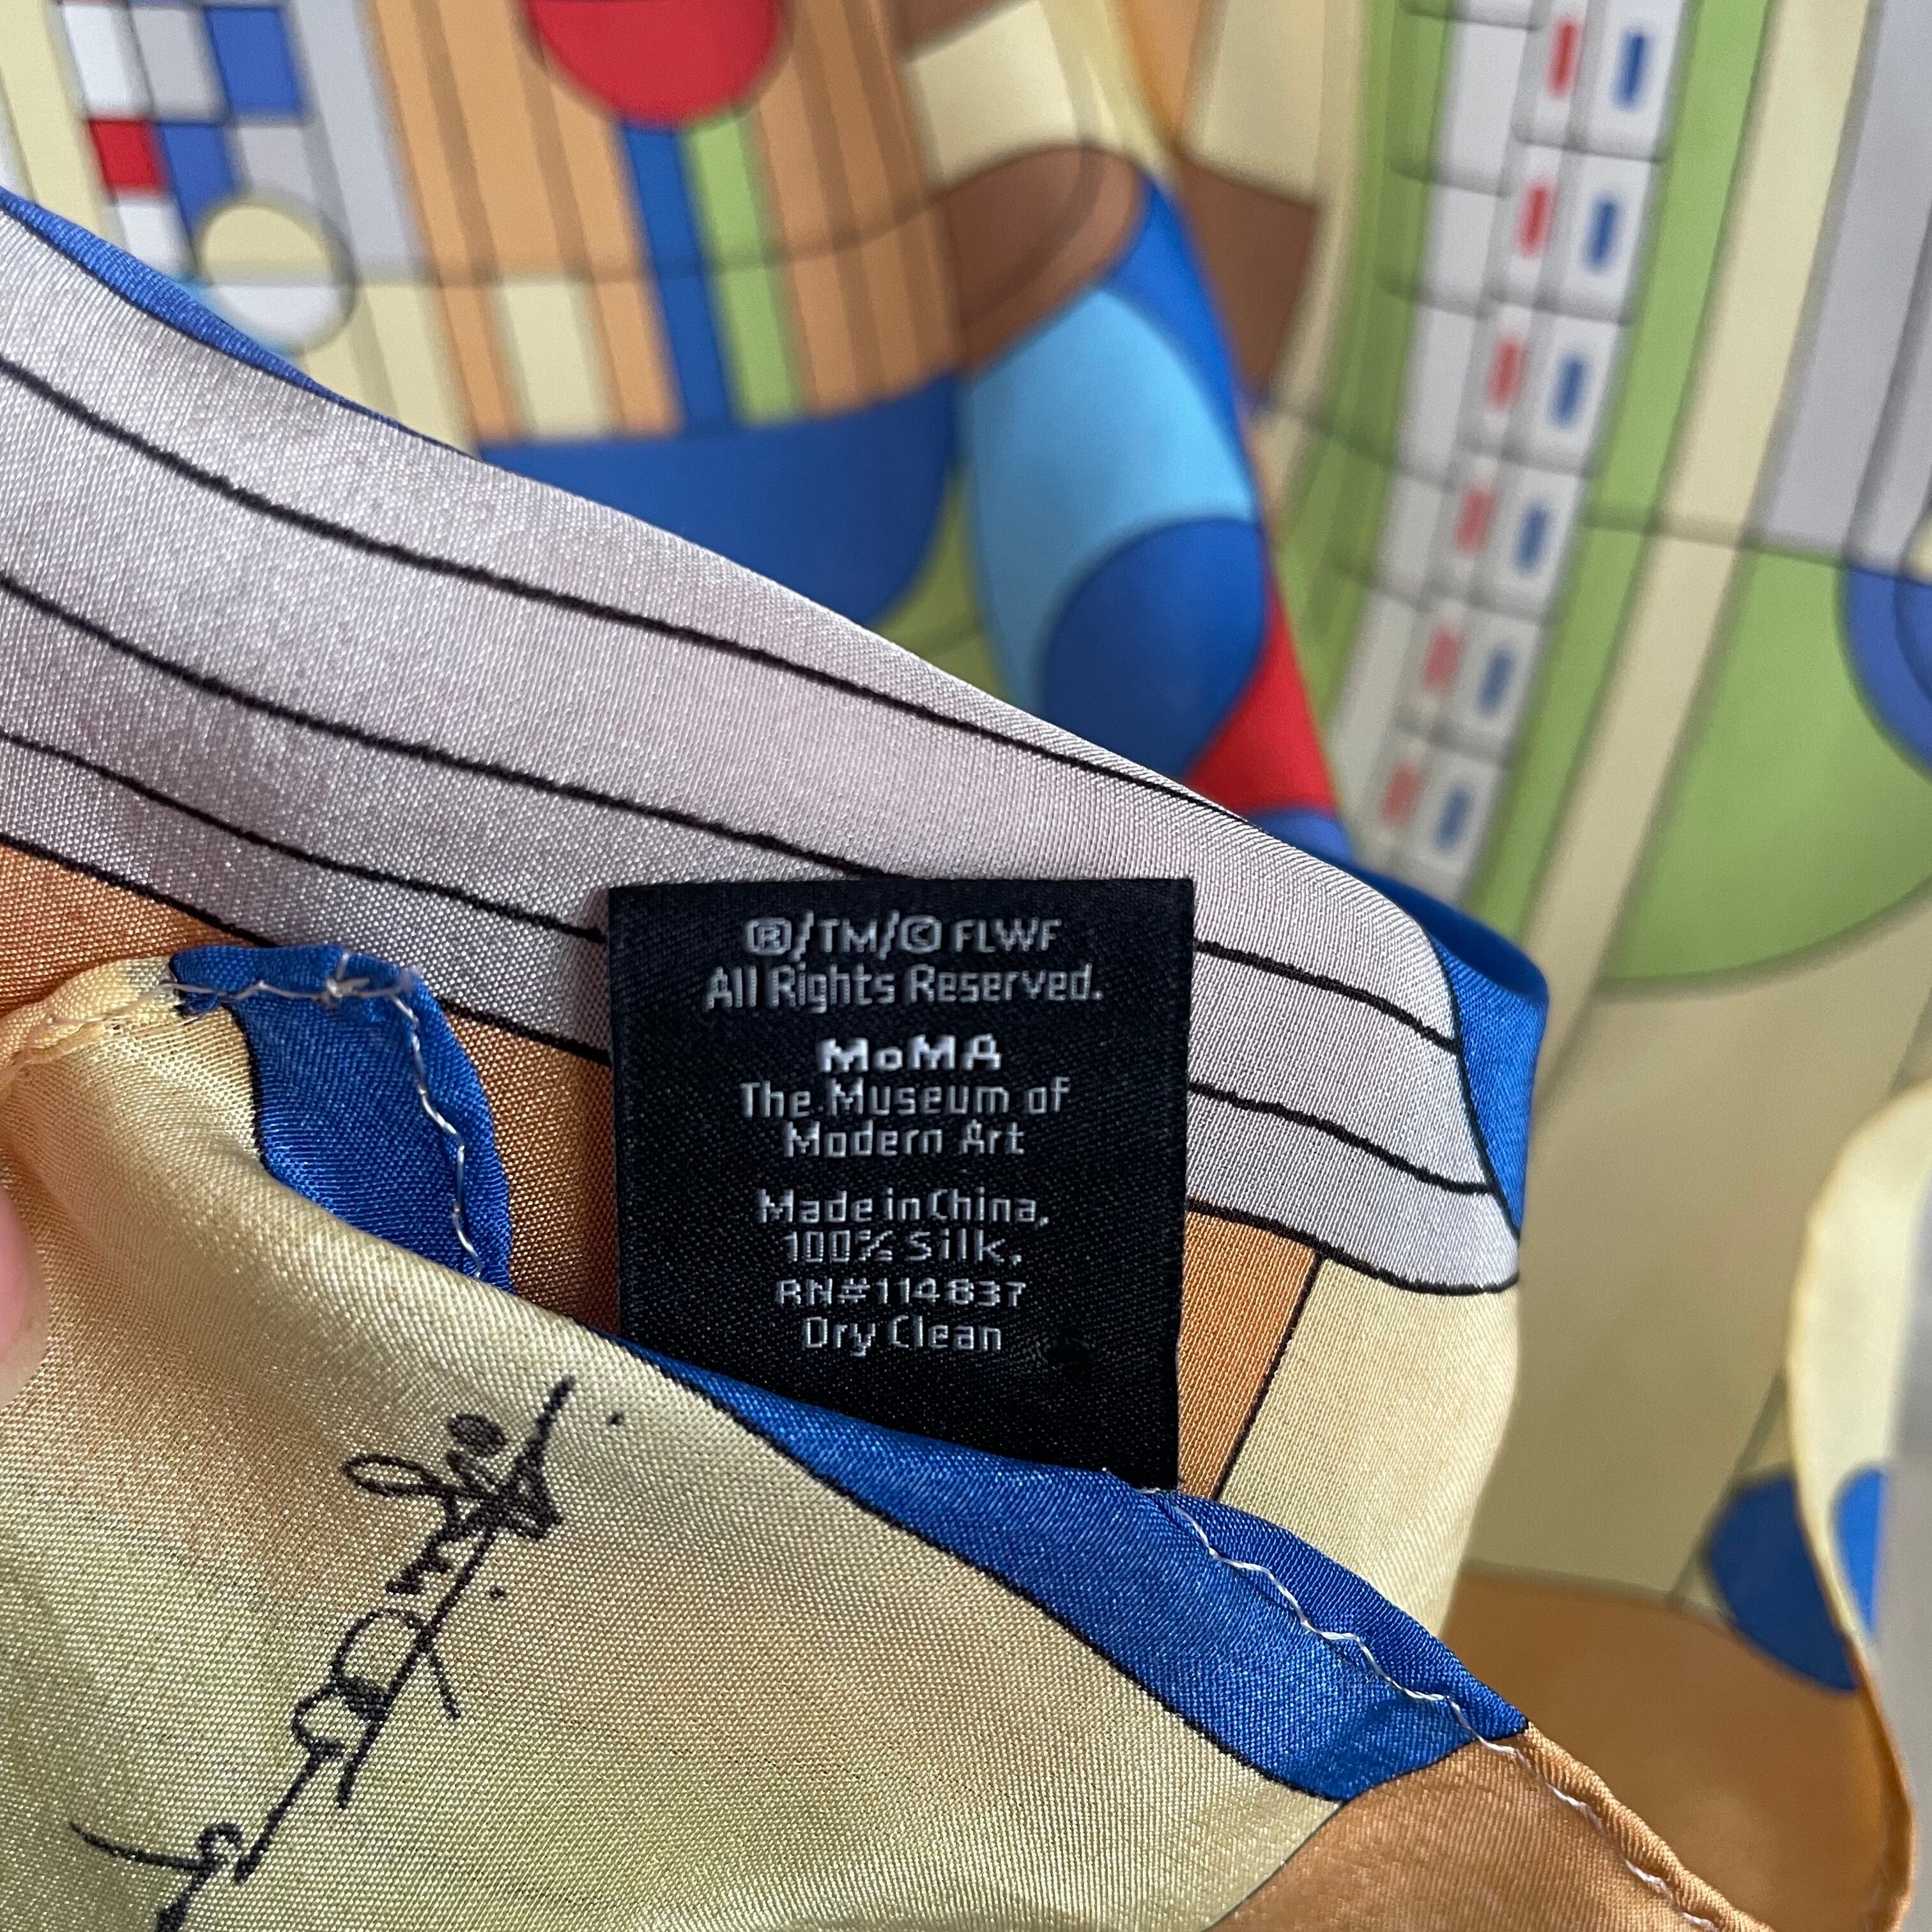 ®/TM/© FLWF
All Rights Reserved.
MoMA
The Museum of
Modern Art
Made in China,
100% Silk,
RN#114837
Dry Clean